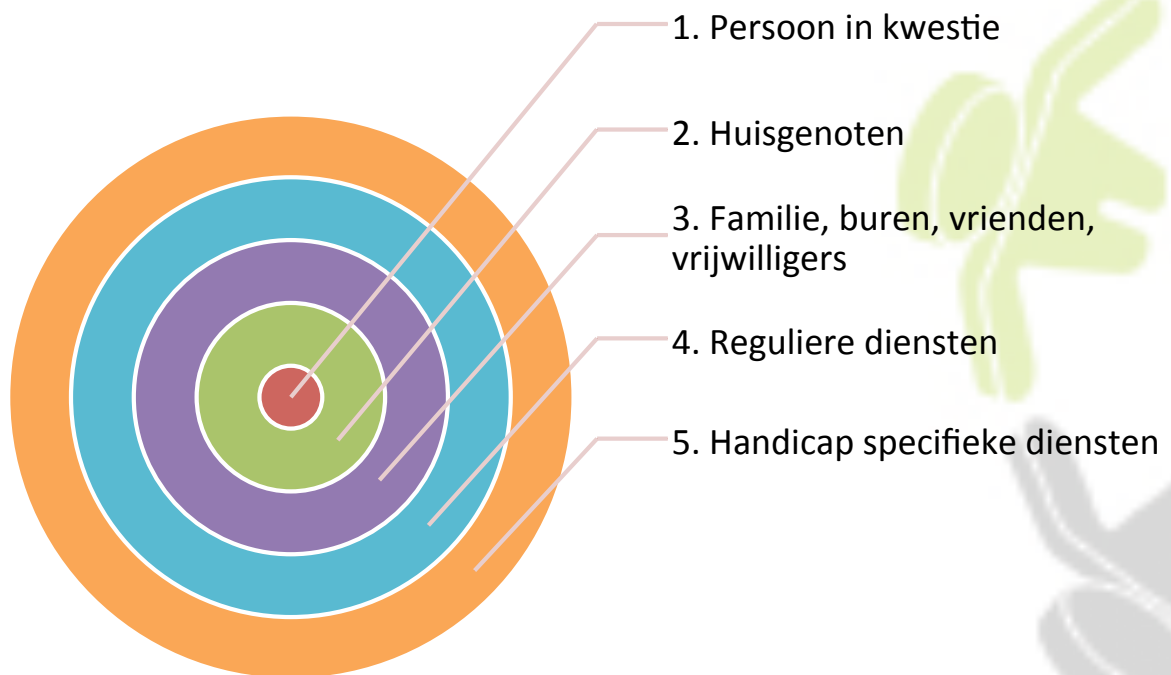 1. Persoon in kwestie
2. Huisgenoten
3. Familie, buren, vrienden,
vrijwilligers
4. Reguliere diensten
5. Handicap specifieke diensten